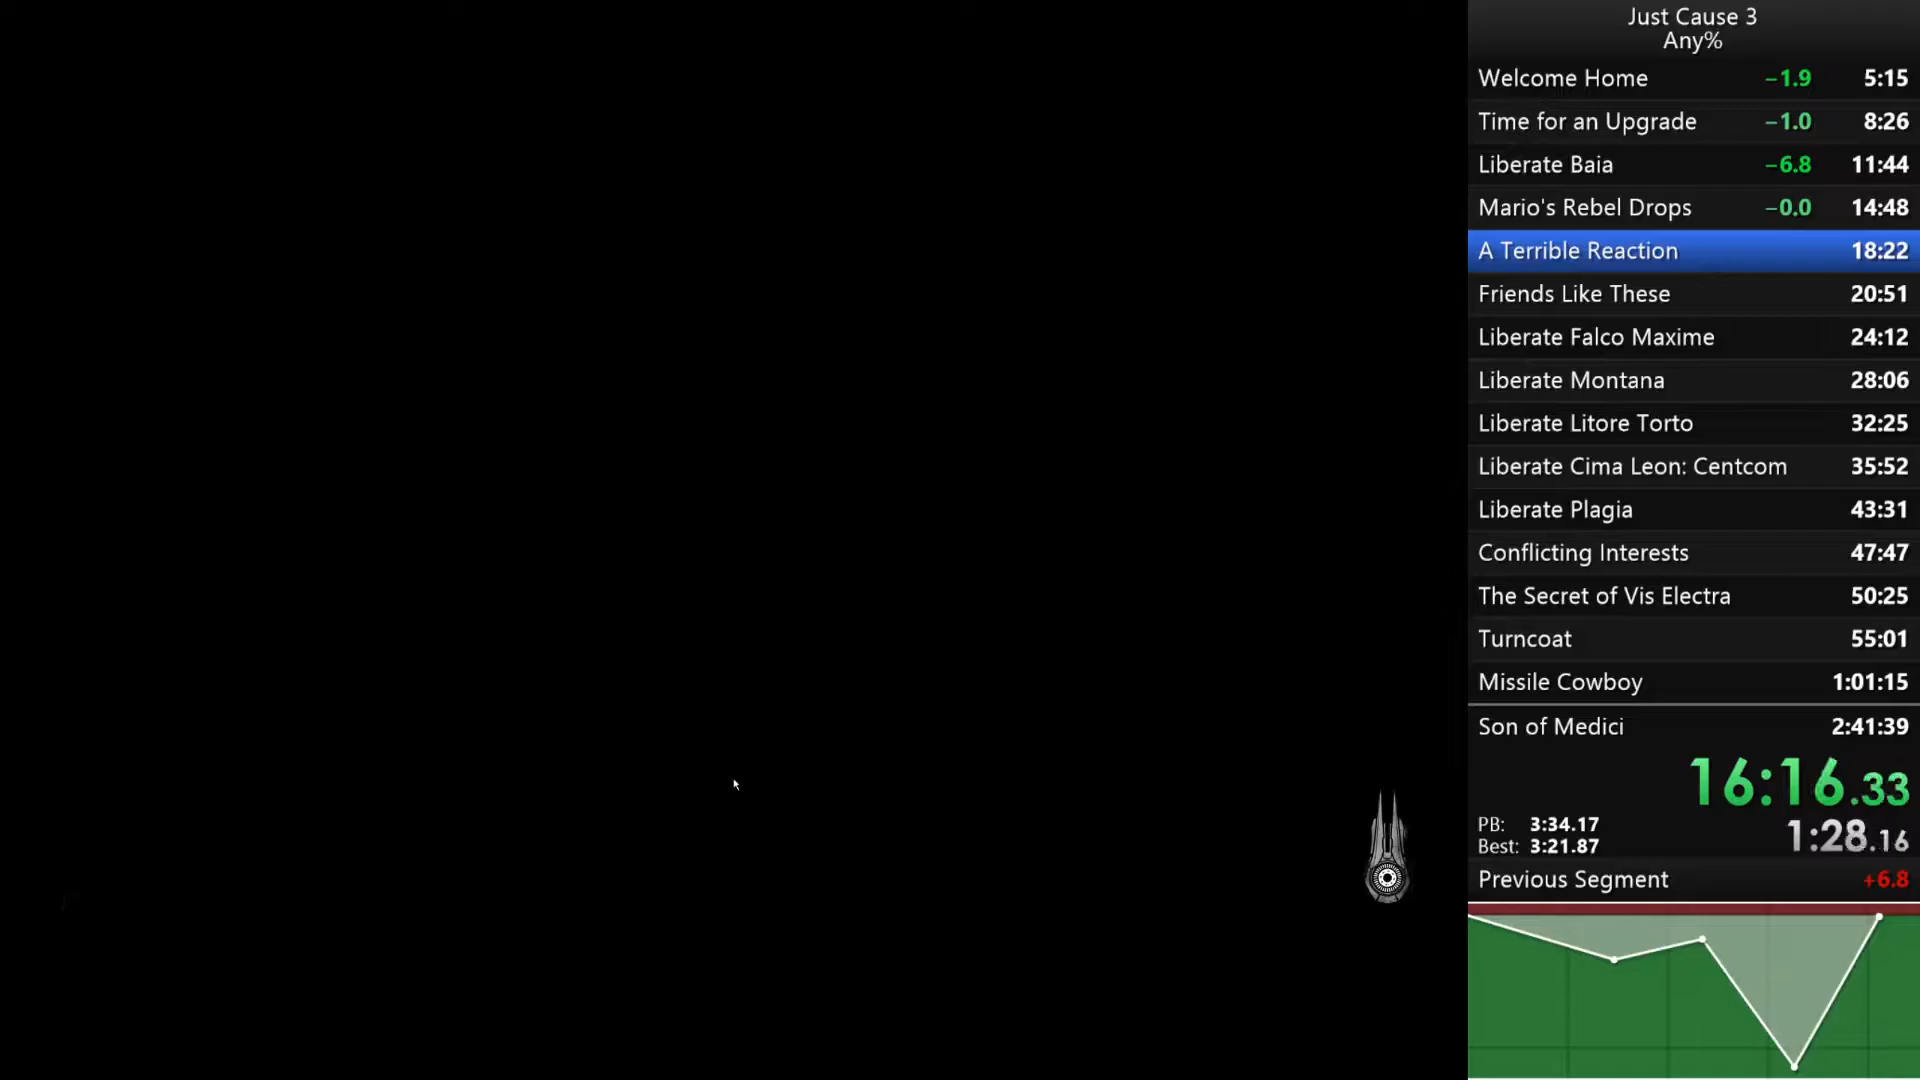 Just Cause 3
Any%
Welcome Home −1.9 5:15
Time for an Upgrade −1.0 8:26
Liberate Baia −6.8 11:44
Mario's Rebel Drops −0.0 14:48
A Terrible Reaction 18:22
Friends Like These 20:51
Liberate Falco Maxime 24:12
Liberate Montana 28:06
Liberate Litore Torto 32:25
Liberate Cima Leon: Centcom 35:52
Liberate Plagia 43:31
Conflicting Interests 47:47
The Secret of Vis Electra 50:25
Turncoat 55:01
Missile Cowboy 1:01:15
Son of Medici 2:41:39
16:16.33
PB: 3:34.17
Best: 3:21.87
1:28.16
Previous Segment +6.8